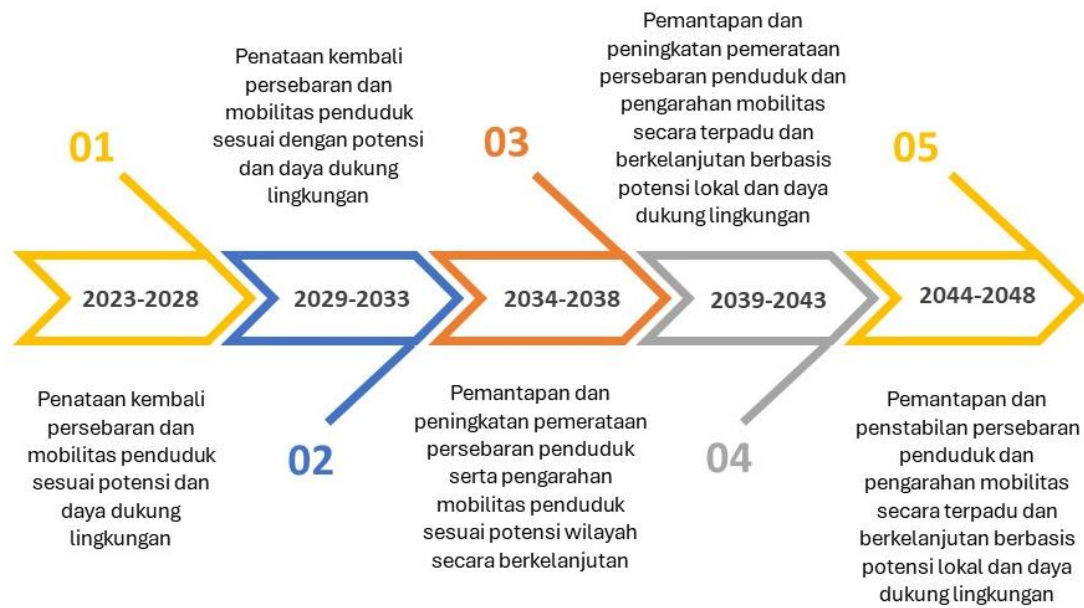 01
2023-2028
Penataan kembali
persebaran dan
mobilitas penduduk
sesuai potensi dan
daya dukung
lingkungan
Penataan kembali
persebaran dan
mobilitas penduduk
sesuai dengan potensi
dan daya dukung
lingkungan
2029-2033
02
03
2034-2038
Pemantapan dan
peningkatan pemerataan
persebaran penduduk
serta pengarahan
mobilitas penduduk
sesuai potensi wilayah
secara berkelanjutan
Pemantapan dan
peningkatan pemerataan
persebaran penduduk dan
pengarahan mobilitas
secara terpadu dan
berkelanjutan berbasis
potensi lokal dan daya
dukung lingkungan
2039-2043
04
05
2044-2048
Pemantapan dan
penstabilan persebaran
penduduk dan
pengarahan mobilitas
secara terpadu dan
berkelanjutan berbasis
potensi lokal dan daya
dukung lingkungan